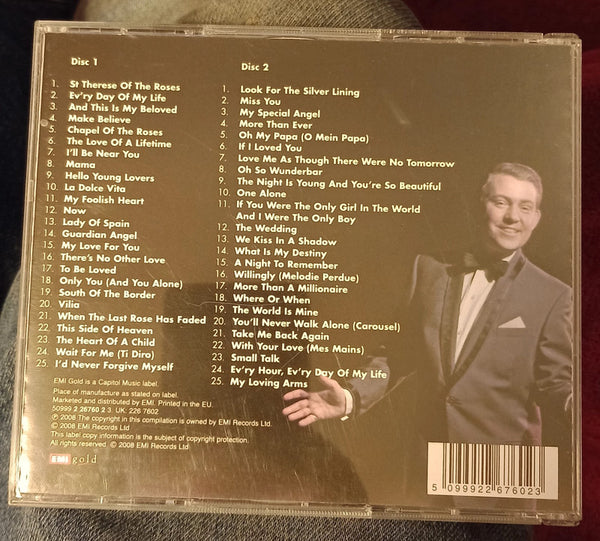 Disc 1
1. St Therese Of The Roses
2. Ev'ry Day Of My Life
3. And This Is My Beloved
4. Make Believe
5. Chapel Of The Roses
6. The Love Of A Lifetime
7. I'll Be Near You
8. Mama
9. Hello Young Lovers
10. La Dolce Vita
11. My Foolish Heart
12. Now
13. Lady Of Spain
14. Guardian Angel
15. My Love For You
16. There's No Other Love
17. To Be Loved
18. Only You (And You Alone)
19. South Of The Border
20. Vilia
21. When The Last Rose Has Faded
22. This Side Of Heaven
23. The Heart Of A Child
24. Wait For Me (Ti Diro)
25. I'd Never Forgive Myself
Disc 2
1. Look For The Silver Lining
2. Miss You
3. My Special Angel
4. More Than Ever
5. Oh My Papa (O Mein Papa)
6. If I Loved You
7. Love Me As Though There Were No Tomorrow
8. Oh So Wunderbar
9. The Night Is Young And You're So Beautiful
10. One Alone
11. If You Were The Only Girl In The World
And I Were The Only Boy
12. The Wedding
13. We Kiss In A Shadow
14. What Is My Destiny
15. A Night To Remember
16. Willingly (Melodie Perdue)
17. More Than A Millionaire
18. Where Or When
19. The World Is Mine
20. You'll Never Walk Alone (Carousel)
21. Take Me Back Again
22. With Your Love (Mes Mains)
23. Small Talk
24. Ev'ry Hour, Ev'ry Day Of My Life
25. My Loving Arms
EMI Gold is a Capitol Music label.
Place of manufacture as stated on label.
Marketed and distributed by EMI. Printed in the EU.
50999 2 26760 2 3 UK: 226 7602
℗ 2008 The copyright in this compilation is owned by EMI Records Ltd.
© 2008 EMI Records Ltd
This label copy information is the subject of copyright protection.
All rights reserved. © 2008 EMI Records Ltd
EMI gold
5 099922 676023